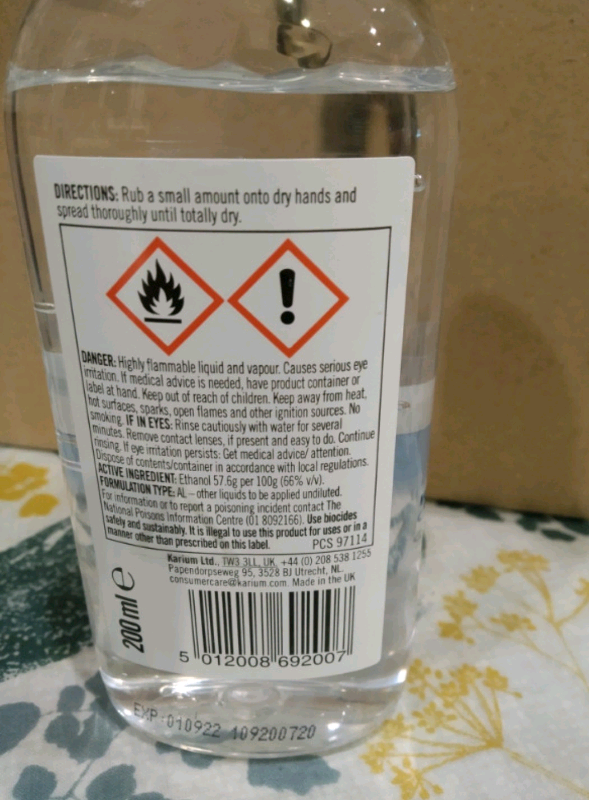 DIRECTIONS: Rub a small amount onto dry hands and
spread thoroughly until totally dry.
DANGER: Highly flammable liquid and vapour. Causes serious eye
irritation. If medical advice is needed, have product container or
label at hand. Keep out of reach of children. Keep away from heat,
hot surfaces, sparks, open flames and other ignition sources. No
smoking. IF IN EYES: Rinse cautiously with water for several
minutes. Remove contact lenses, if present and easy to do. Continue
rinsing. If eye irritation persists: Get medical advice/ attention.
Dispose of contents/container in accordance with local regulations.
ACTIVE INGREDIENT: Ethanol 57.6g per 100g (66% v/v).
FORMULATION TYPE: AL – other liquids to be applied undiluted.
For information or to report a poisoning incident contact The
National Poisons Information Centre (01 8092166). Use biocides
safely and sustainably. It is illegal to use this product for uses or in a
manner other than prescribed on this label. PCS 97114
Karium Ltd., TW3 3LL, UK, +44 (0) 208 538 1255
Papendorpseweg 95, 3528 BJ Utrecht, NL.
consumercare@karium.com. Made in the UK
200 ml e
5 012008 692007
EXP:010922 109200720